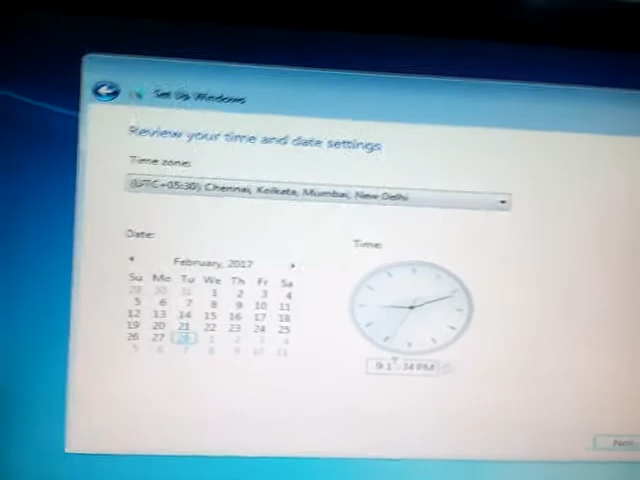 Set Up Windows
Review your time and date settings
Time zone:
(UTC+05:30) Chennai, Kolkata, Mumbai, New Delhi
Date:
Time:
February, 2017
Su Mo Tu We Th Fr Sa
29 30 31 1 2 3 4
5 6 7 8 9 10 11
12 13 14 15 16 17 18
19 20 21 22 23 24 25
26 27 28 1 2 3 4
5 6 7 8 9 10 11
PM
Next